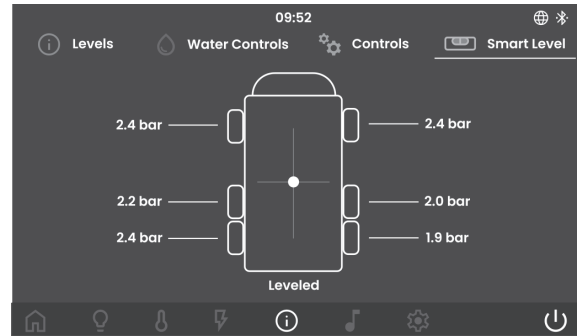 09:52
Levels Water Controls Controls Smart Level
2.4 bar 2.4 bar
2.2 bar 2.0 bar
2.4 bar 1.9 bar
Leveled